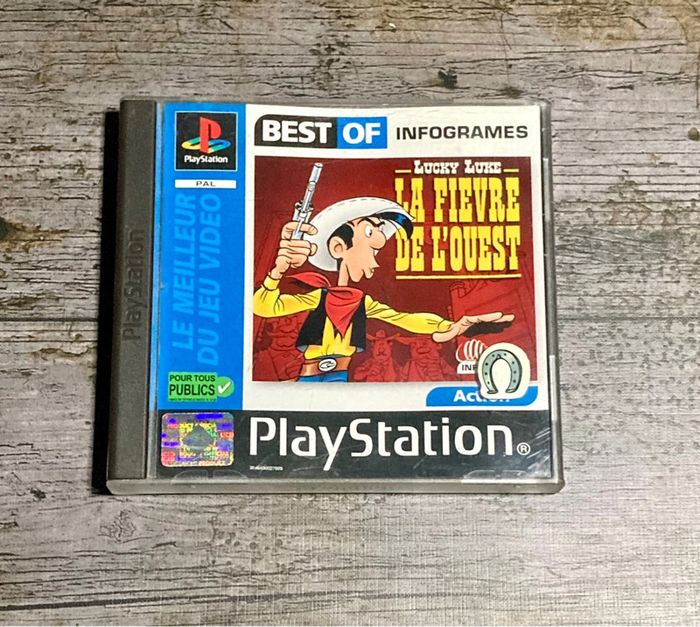 PlayStation
PlayStation
PAL
LE MEILLEUR
DU JEU VIDEO
BEST OF INFOGRAMES
LUCKY LUKE
LA FIEVRE
DE L'OUEST
POUR TOUS
PUBLICS
PlayStation®